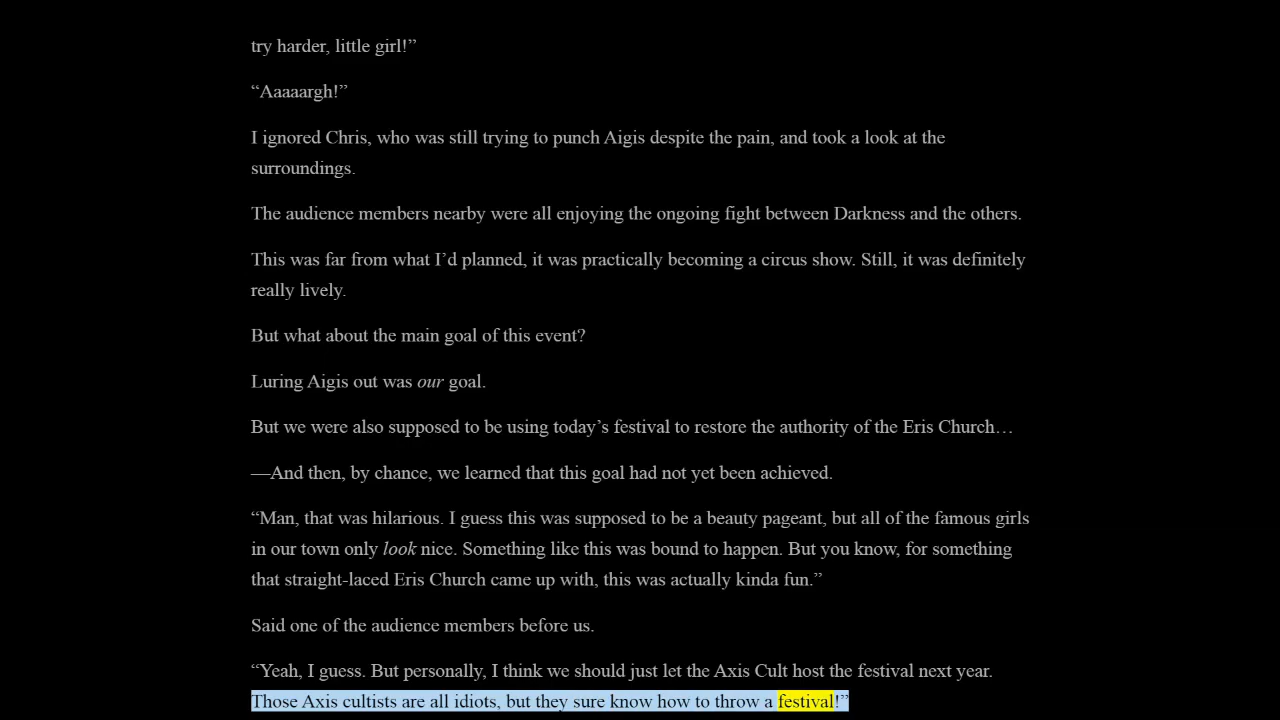 try harder, little girl!”
“Aaaaargh!”
I ignored Chris, who was still trying to punch Aigis despite the pain, and took a look at the
surroundings.
The audience members nearby were all enjoying the ongoing fight between Darkness and the others.
This was far from what I’d planned, it was practically becoming a circus show. Still, it was definitely
really lively.
But what about the main goal of this event?
Luring Aigis out was our goal.
But we were also supposed to be using today’s festival to restore the authority of the Eris Church…
—And then, by chance, we learned that this goal had not yet been achieved.
“Man, that was hilarious. I guess this was supposed to be a beauty pageant, but all of the famous girls
in our town only look nice. Something like this was bound to happen. But you know, for something
that straight-laced Eris Church came up with, this was actually kinda fun.”
Said one of the audience members before us.
“Yeah, I guess. But personally, I think we should just let the Axis Cult host the festival next year.
Those Axis cultists are all idiots, but they sure know how to throw a festival!”